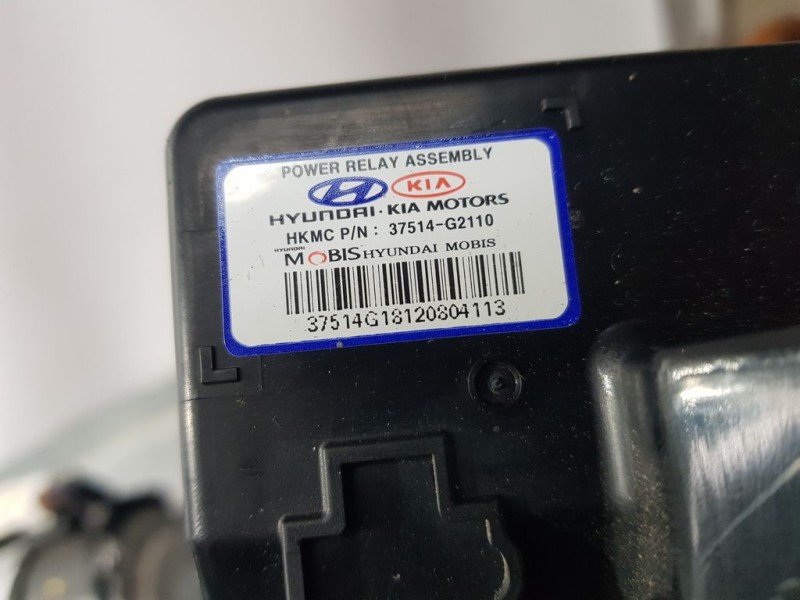 POWER RELAY ASSEMBLY
KIA
HYUNDAI · KIA MOTORS
HKMC P/N : 37514-G2110
HYUNDAI
MOBIS HYUNDAI MOBIS
37514G18120804113